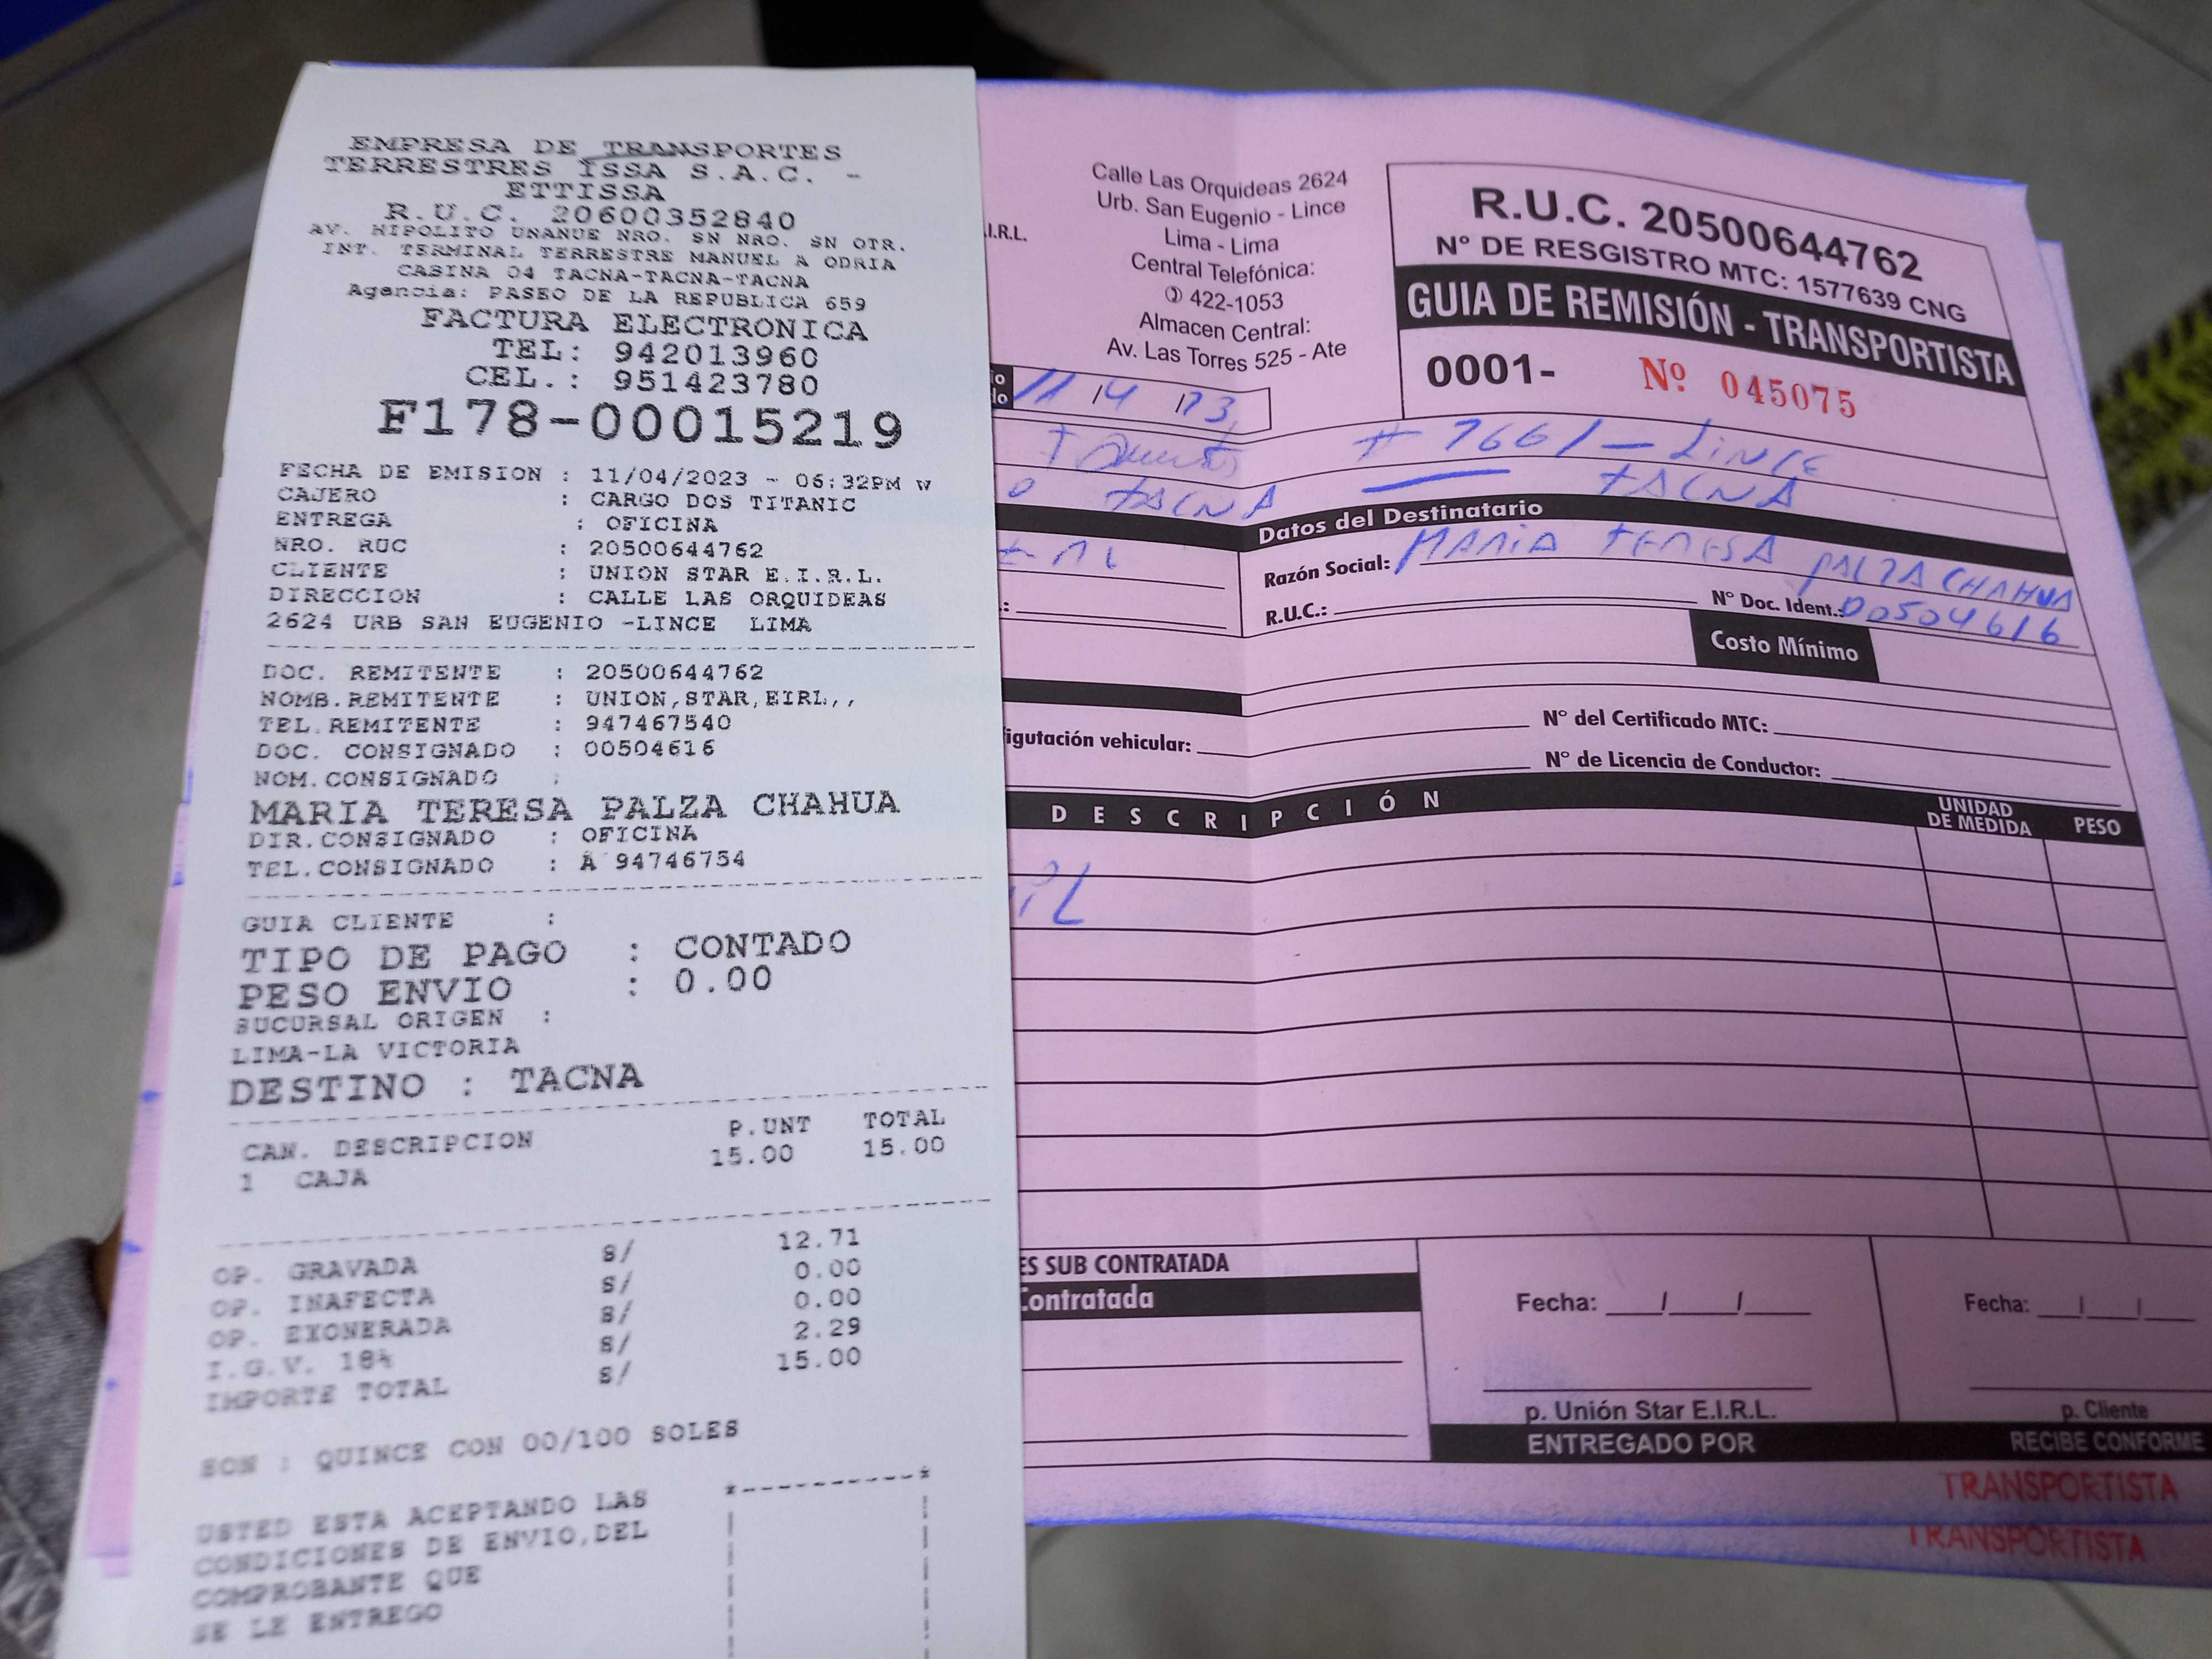 EMPRESA DE TRANSPORTES
TERRESTRES ISSA S.A.C. -
ETTISSA
R.U.C. 20600352840
AV. HIPOLITO UNANUE NRO. SN NRO. SN OTR.
INT. TERMINAL TERRESTRE MANUEL A ODRIA
CABINA 04 TACNA-TACNA-TACNA
Agencia: PASEO DE LA REPUBLICA 659
FACTURA ELECTRONICA
TEL: 942013960
CEL.: 951423780
F178-00015219
FECHA DE EMISION : 11/04/2023 - 06:32PM W
CAJERO : CARGO DOS TITANIC
ENTREGA : OFICINA
NRO. RUC : 20500644762
CLIENTE : UNION STAR E.I.R.L.
DIRECCION : CALLE LAS ORQUIDEAS
2624 URB SAN EUGENIO -LINCE LIMA
DOC. REMITENTE : 20500644762
NOMB.REMITENTE : UNION,STAR,EIRL,,
TEL.REMITENTE : 947467540
DOC. CONSIGNADO : 00504616
NOM.CONSIGNADO :
MARIA TERESA PALZA CHAHUA
DIR.CONSIGNADO : OFICINA
TEL.CONSIGNADO : A 94746754
GUIA CLIENTE :
TIPO DE PAGO : CONTADO
PESO ENVIO : 0.00
SUCURSAL ORIGEN :
LIMA-LA VICTORIA
DESTINO : TACNA
CAN. DESCRIPCION P.UNT TOTAL
1 CAJA 15.00 15.00
OP. GRAVADA S/ 12.71
OP. INAFECTA S/ 0.00
OP. EXONERADA S/ 0.00
I.G.V. 18% S/ 2.29
IMPORTE TOTAL S/ 15.00
SON : QUINCE CON 00/100 SOLES
USTED ESTA ACEPTANDO LAS
CONDICIONES DE ENVIO,DEL
COMPROBANTE QUE
SE LE ENTREGO
.I.R.L.
Calle Las Orquideas 2624
Urb. San Eugenio - Lince
Lima - Lima
Central Telefónica:
422-1053
Almacen Central:
Av. Las Torres 525 - Ate
R.U.C. 20500644762
N° DE RESGISTRO MTC: 1577639 CNG
GUIA DE REMISIÓN - TRANSPORTISTA
0001- Nº 045075
11/4/23
# 7661 - LINCE
TACNA TACNA
Datos del Destinatario
Razón Social: MARIA TERESA PALZA CHAHUA
R.U.C.: N° Doc. Ident.: 00504616
Costo Mínimo
igutación vehicular: N° del Certificado MTC:
N° de Licencia de Conductor:
DESCRIPCIÓN UNIDAD DE MEDIDA PESO
ES SUB CONTRATADA
Contratada
Fecha: / / Fecha: / /
p. Unión Star E.I.R.L. p. Cliente
ENTREGADO POR RECIBE CONFORME
TRANSPORTISTA
TRANSPORTISTA